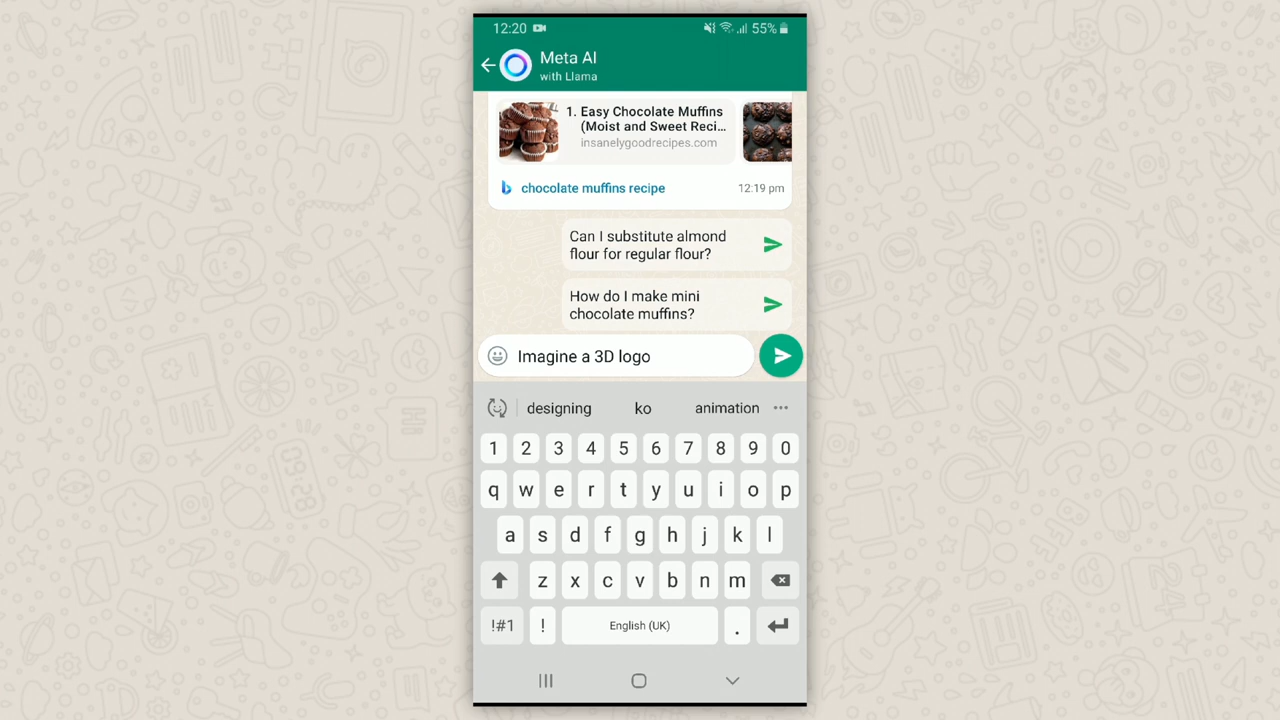 12:20 55%
Meta AI
with Llama
1. Easy Chocolate Muffins
(Moist and Sweet Reci...
insanelygoodrecipes.com
chocolate muffins recipe 12:19 pm
Can I substitute almond
flour for regular flour?
How do I make mini
chocolate muffins?
Imagine a 3D logo
designing ko animation ...
1 2 3 4 5 6 7 8 9 0
q w e r t y u i o p
a s d f g h j k l
z x c v b n m
!#1 ! English (UK) .